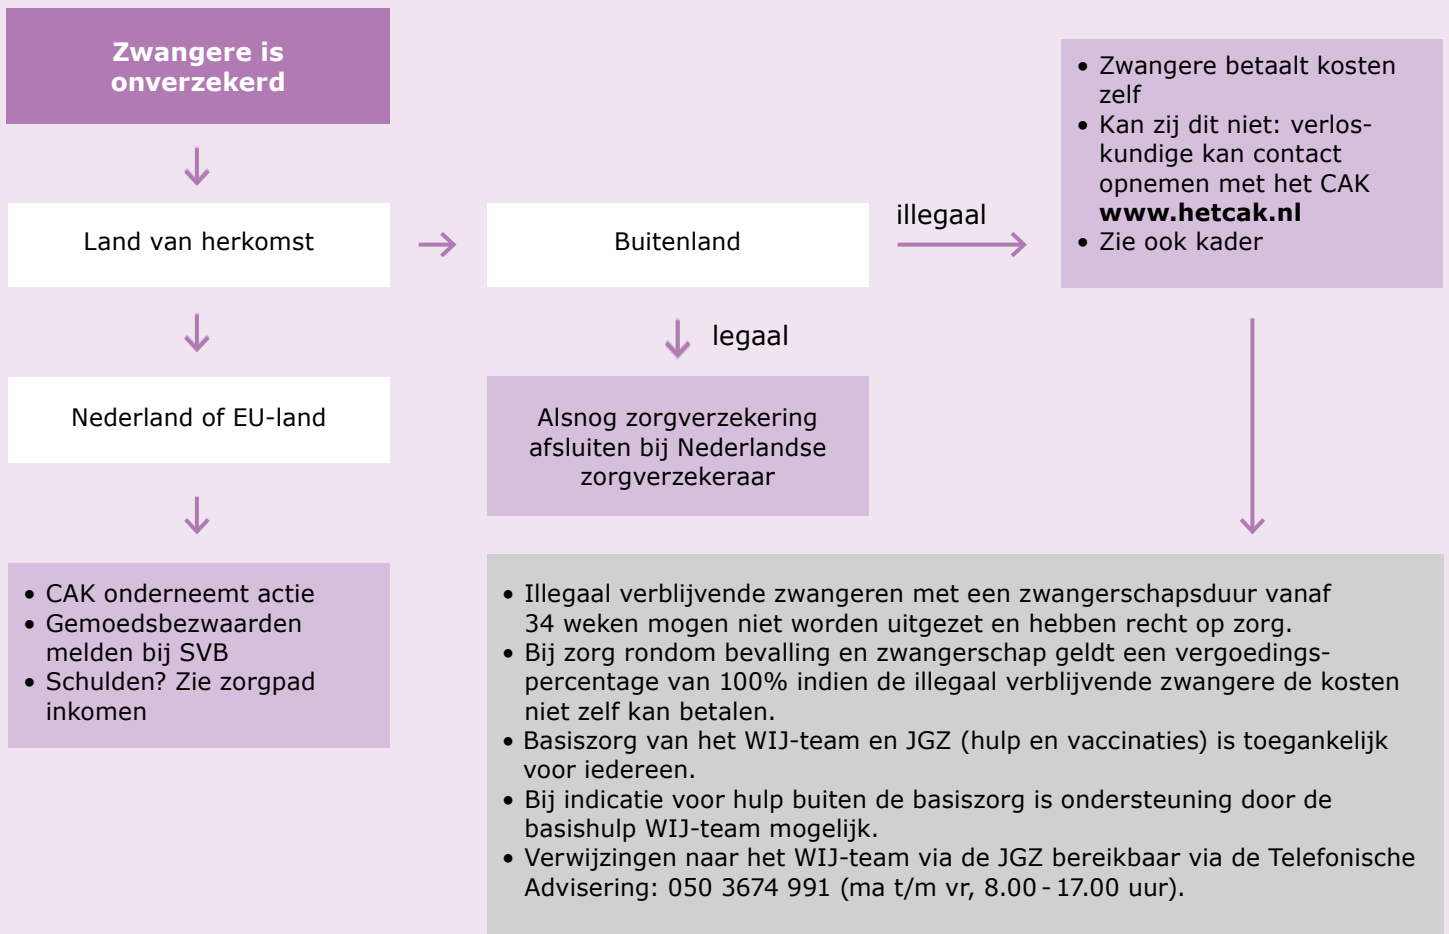 Zwangere is
onverzekerd
Land van herkomst
Buitenland
illegaal
• Zwangere betaalt kosten
zelf
• Kan zij dit niet: verlos-
kundige kan contact
opnemen met het CAK
www.hetcak.nl
• Zie ook kader
legaal
Nederland of EU-land
Alsnog zorgverzekering
afsluiten bij Nederlandse
zorgverzekeraar
• CAK onderneemt actie
• Gemoedsbezwaarden
melden bij SVB
• Schulden? Zie zorgpad
inkomen
• Illegaal verblijvende zwangeren met een zwangerschapsduur vanaf
34 weken mogen niet worden uitgezet en hebben recht op zorg.
• Bij zorg rondom bevalling en zwangerschap geldt een vergoedings-
percentage van 100% indien de illegaal verblijvende zwangere de kosten
niet zelf kan betalen.
• Basiszorg van het WIJ-team en JGZ (hulp en vaccinaties) is toegankelijk
voor iedereen.
• Bij indicatie voor hulp buiten de basiszorg is ondersteuning door de
basishulp WIJ-team mogelijk.
• Verwijzingen naar het WIJ-team via de JGZ bereikbaar via de Telefonische
Advisering: 050 3674 991 (ma t/m vr, 8.00 - 17.00 uur).